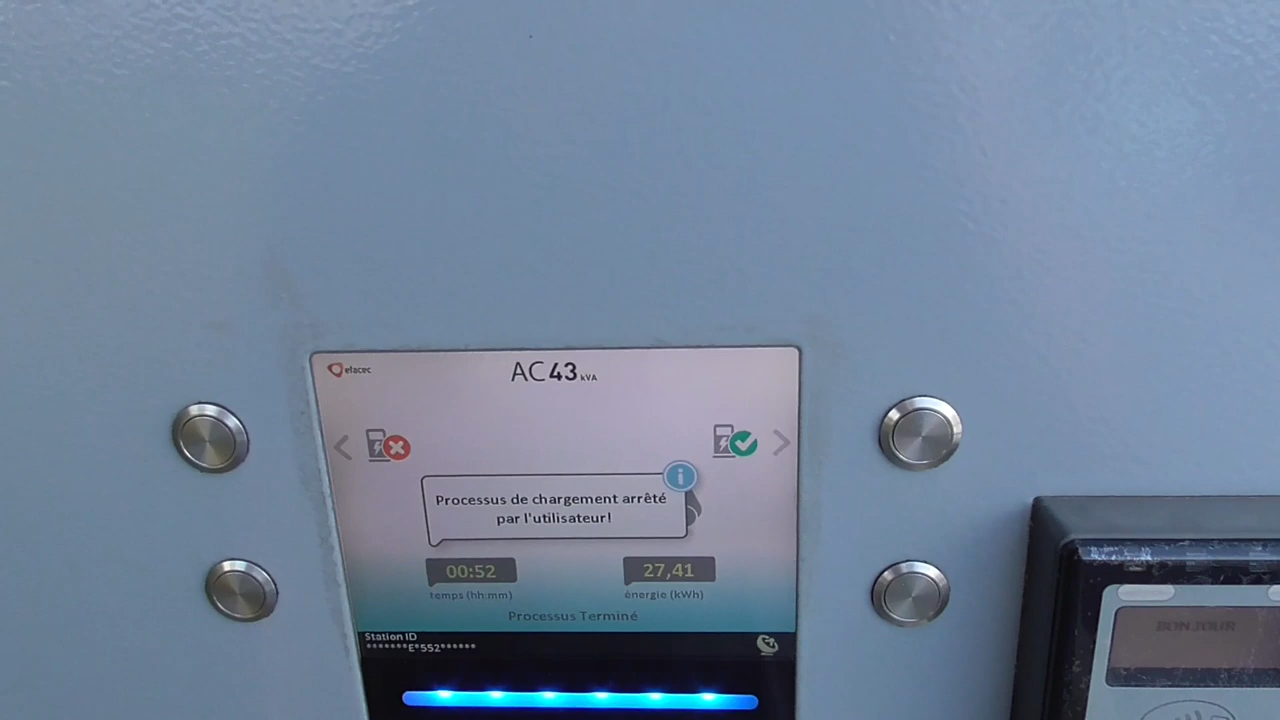 efacec
AC43 kVA
Processus de chargement arrêté
par l'utilisateur!
00:52
27,41
temps (hh:mm)
énergie (kWh)
Processus Terminé
Station ID
*******E*552******
BONJOUR